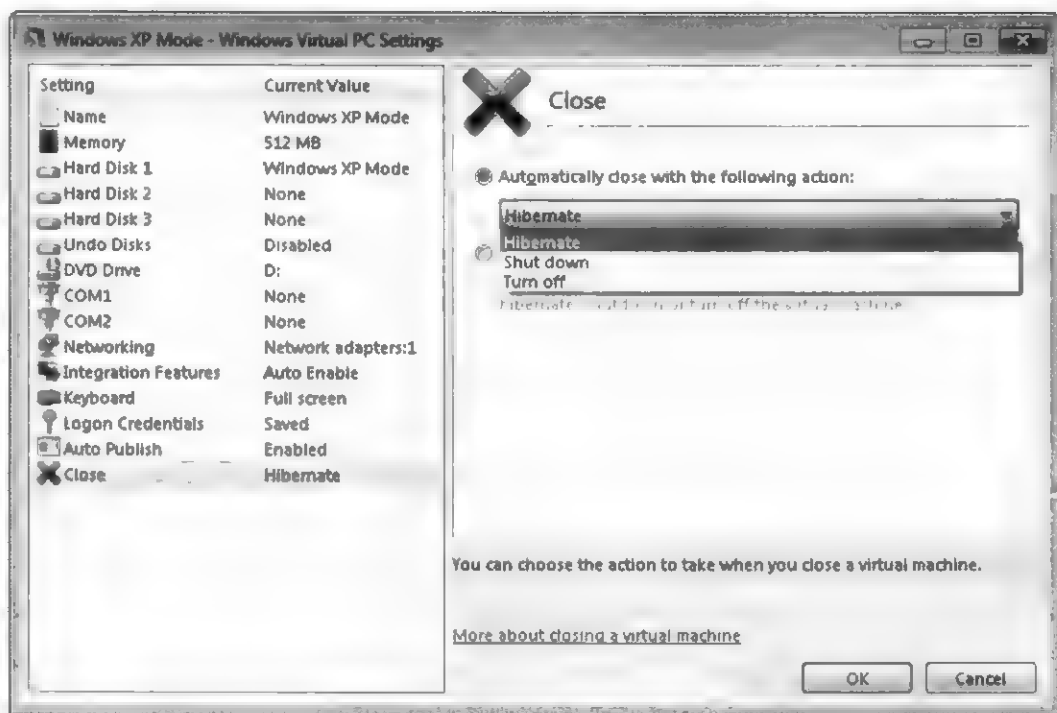 Windows XP Mode - Windows Virtual PC Settings
Setting Current Value
Name Windows XP Mode
Memory 512 MB
Hard Disk 1 Windows XP Mode
Hard Disk 2 None
Hard Disk 3 None
Undo Disks Disabled
DVD Drive D:
COM1 None
COM2 None
Networking Network adapters:1
Integration Features Auto Enable
Keyboard Full screen
Logon Credentials Saved
Auto Publish Enabled
Close Hibernate
Close
Automatically close with the following action:
Hibernate
Hibernate
Shut down
Turn off
turn off the
You can choose the action to take when you close a virtual machine.
More about closing a virtual machine
OK Cancel